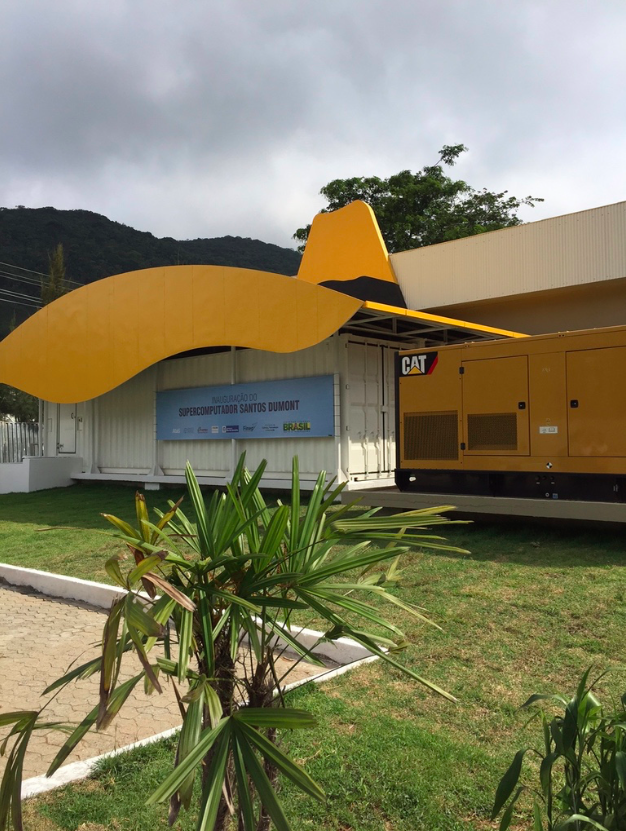 INAUGURAÇÃO DO
SUPERCOMPUTADOR SANTOS DUMONT
BRASIL
CAT